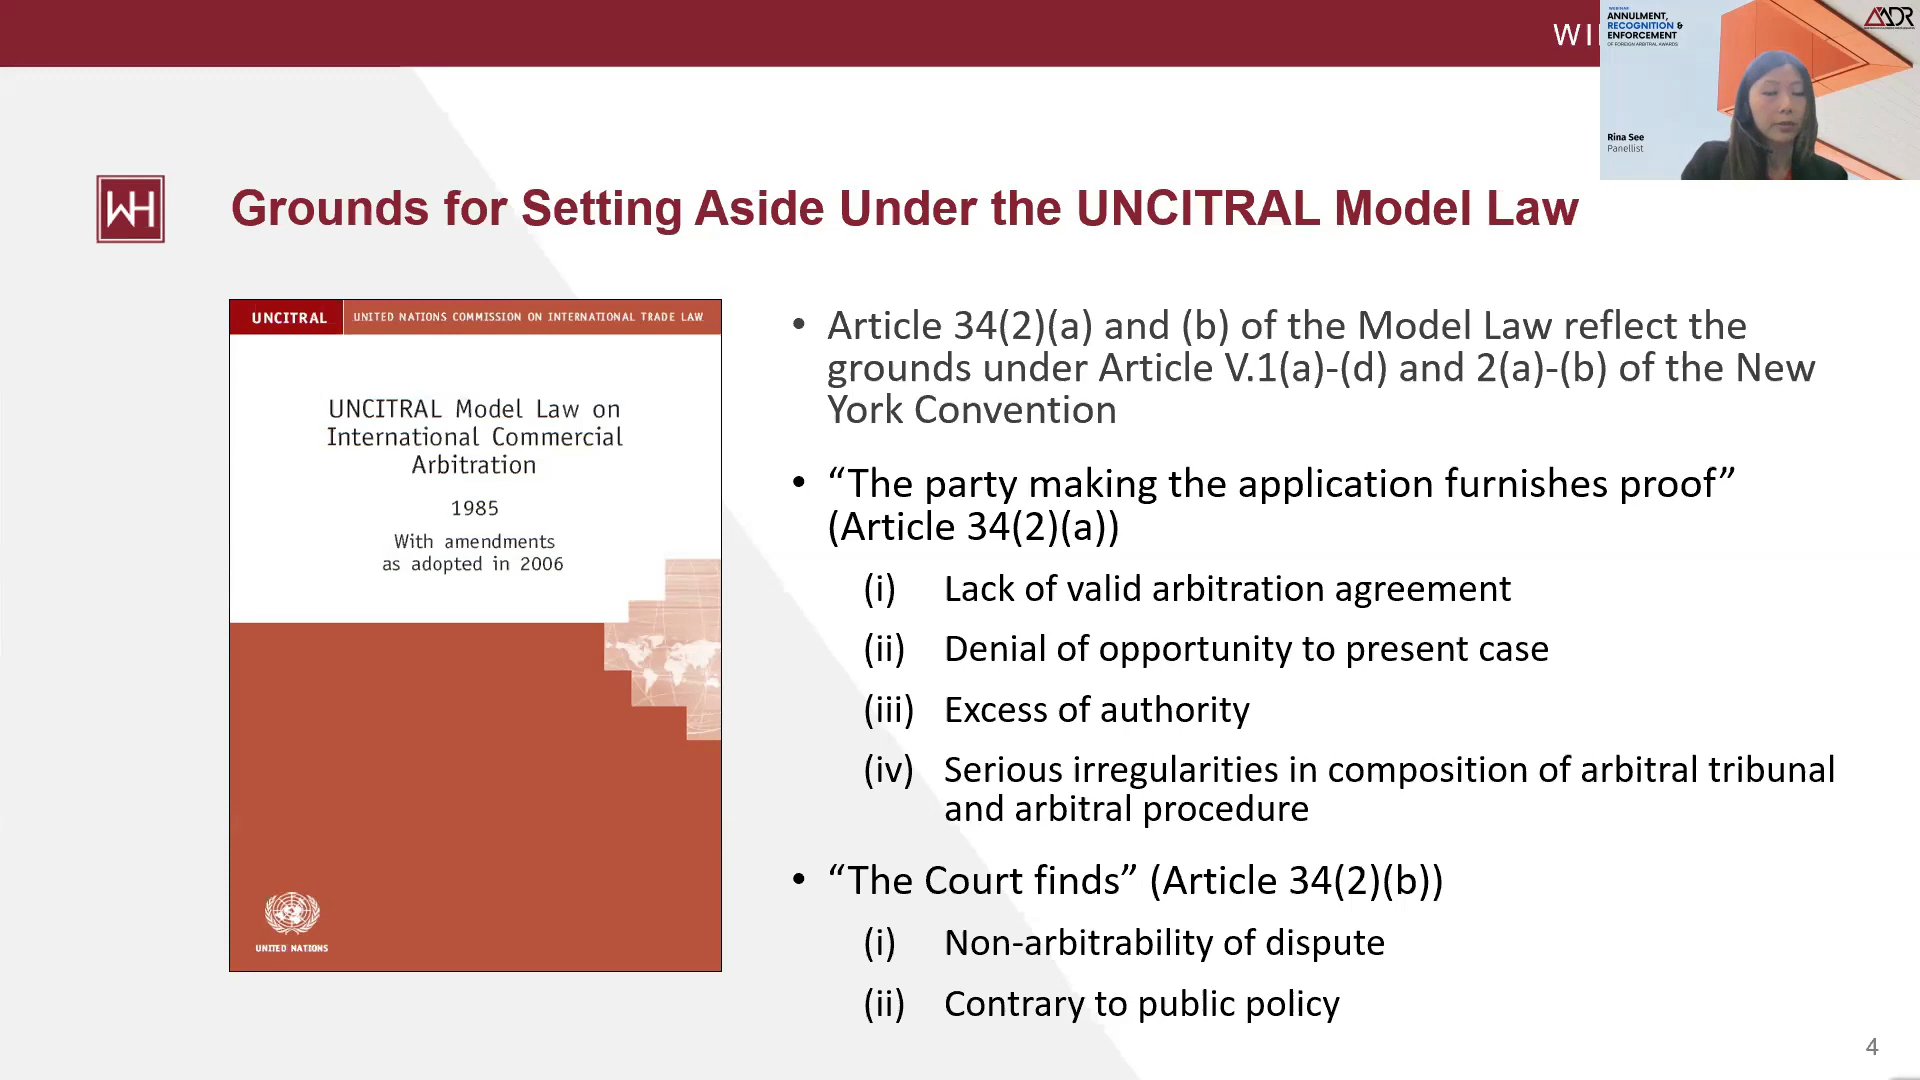 WI
WEBINAR
ANNULMENT,
RECOGNITION &
ENFORCEMENT
OF FOREIGN ARBITRAL AWARDS
Rina See
Panellist
WH
Grounds for Setting Aside Under the UNCITRAL Model Law
UNCITRAL
UNITED NATIONS COMMISSION ON INTERNATIONAL TRADE LAW
UNCITRAL Model Law on
International Commercial
Arbitration
1985
With amendments
as adopted in 2006
UNITED NATIONS
• Article 34(2)(a) and (b) of the Model Law reflect the
grounds under Article V.1(a)-(d) and 2(a)-(b) of the New
York Convention
• “The party making the application furnishes proof”
(Article 34(2)(a))
(i) Lack of valid arbitration agreement
(ii) Denial of opportunity to present case
(iii) Excess of authority
(iv) Serious irregularities in composition of arbitral tribunal
and arbitral procedure
• “The Court finds” (Article 34(2)(b))
(i) Non-arbitrability of dispute
(ii) Contrary to public policy
4